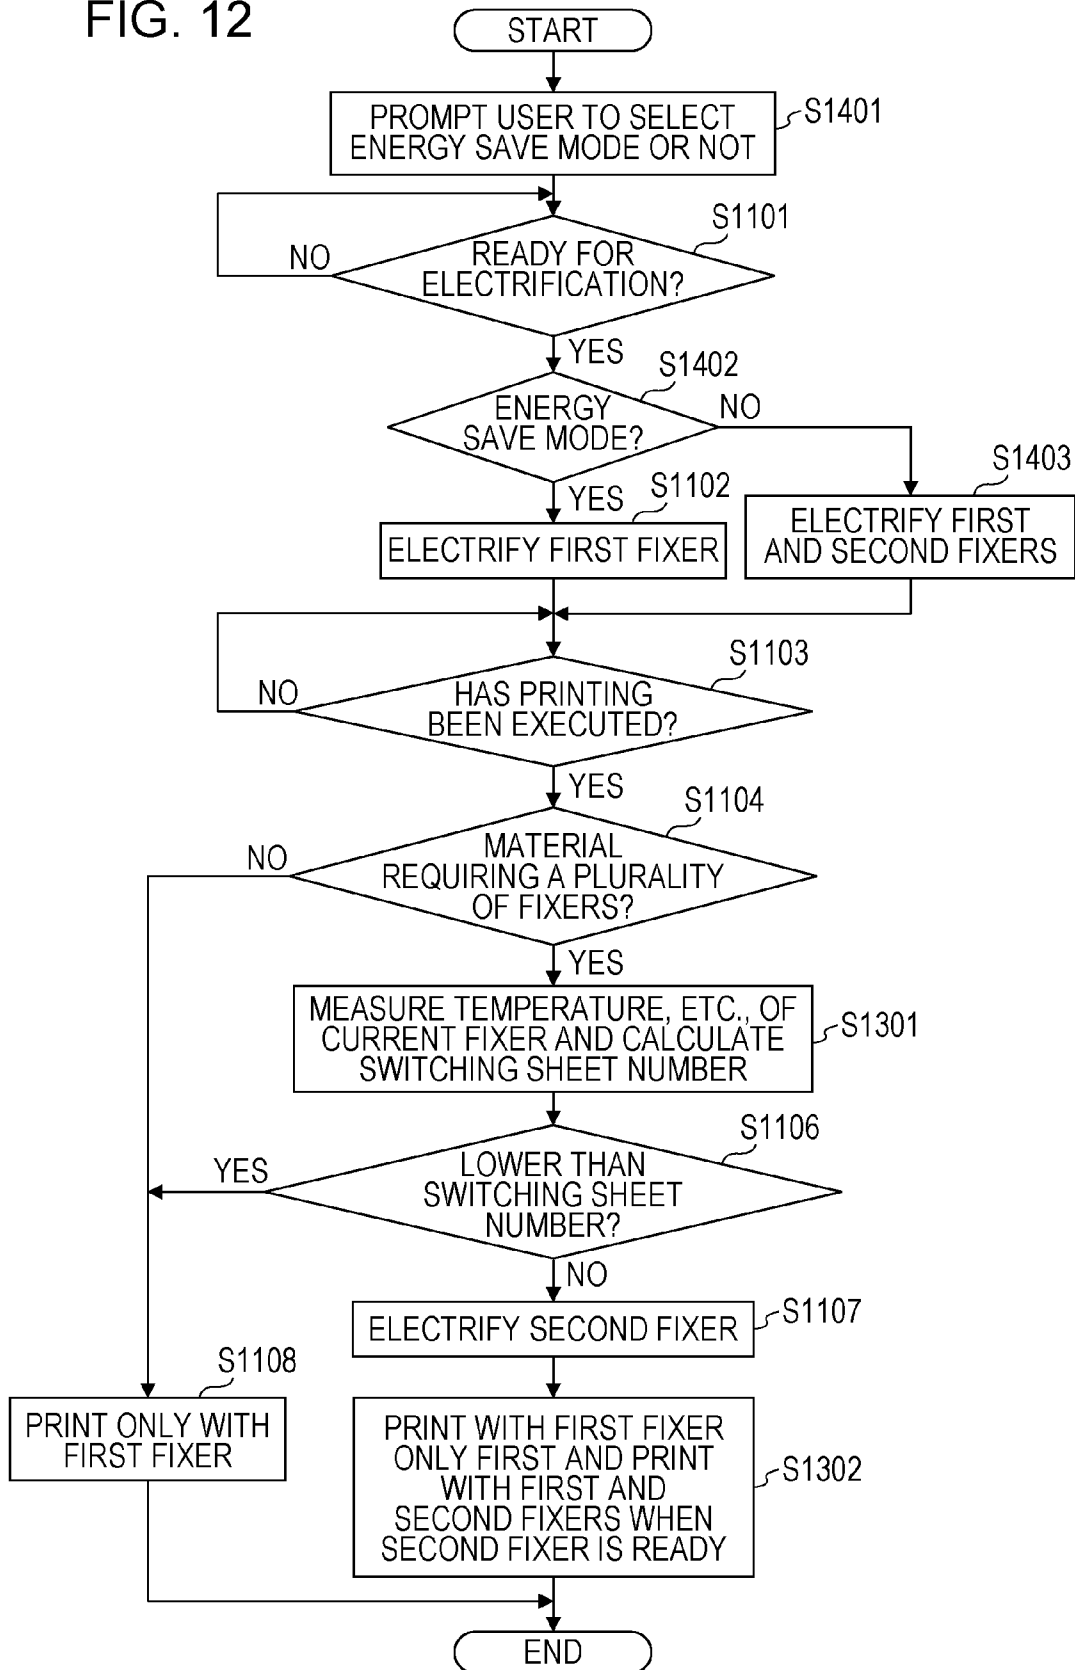 FIG. 12
START
PROMPT USER TO SELECT
ENERGY SAVE MODE OR NOT
S1401
S1101
READY FOR
ELECTRIFICATION?
NO
YES
S1402
ENERGY
SAVE MODE?
NO
YES
S1102
ELECTRIFY FIRST FIXER
S1403
ELECTRIFY FIRST
AND SECOND FIXERS
S1103
HAS PRINTING
BEEN EXECUTED?
NO
YES
S1104
MATERIAL
REQUIRING A PLURALITY
OF FIXERS?
NO
YES
MEASURE TEMPERATURE, ETC., OF
CURRENT FIXER AND CALCULATE
SWITCHING SHEET NUMBER
S1301
S1106
LOWER THAN
SWITCHING SHEET
NUMBER?
YES
NO
ELECTRIFY SECOND FIXER
S1107
S1108
PRINT ONLY WITH
FIRST FIXER
PRINT WITH FIRST FIXER
ONLY FIRST AND PRINT
WITH FIRST AND
SECOND FIXERS WHEN
SECOND FIXER IS READY
S1302
END